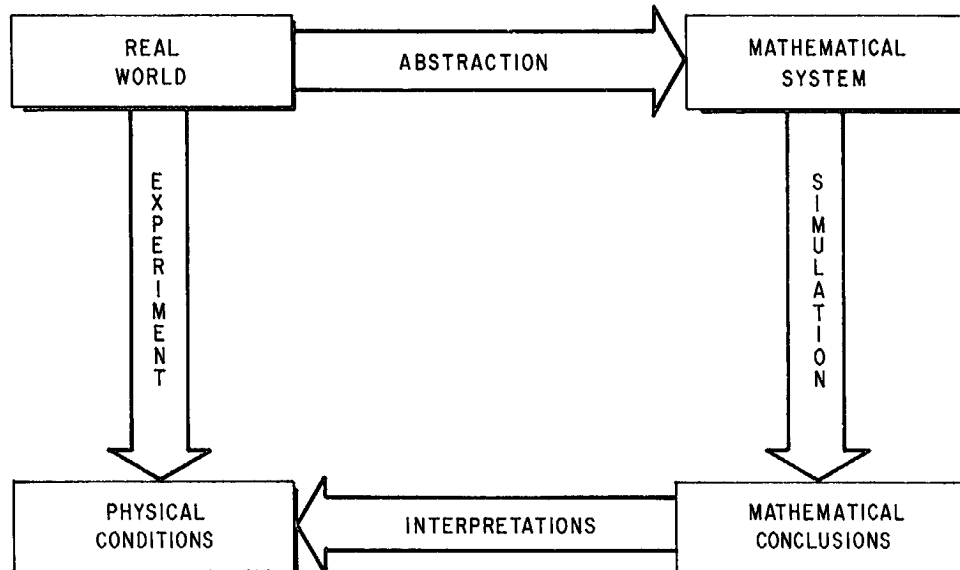 REAL
WORLD
ABSTRACTION
MATHEMATICAL
SYSTEM
EXPERIMENT
SIMULATION
PHYSICAL
CONDITIONS
INTERPRETATIONS
MATHEMATICAL
CONCLUSIONS